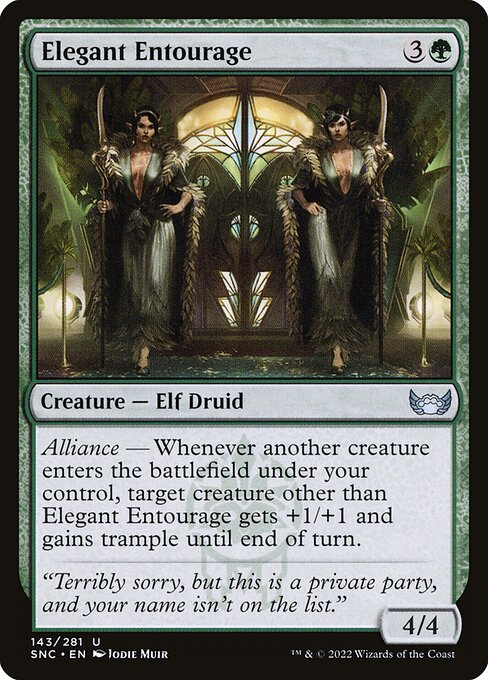 Elegant Entourage 3
Creature — Elf Druid
Alliance — Whenever another creature
enters the battlefield under your
control, target creature other than
Elegant Entourage gets +1/+1 and
gains trample until end of turn.
“Terribly sorry, but this is a private party,
and your name isn’t on the list.”
4/4
143/281 U
SNC • EN Jodie Muir
™ & © 2022 Wizards of the Coast